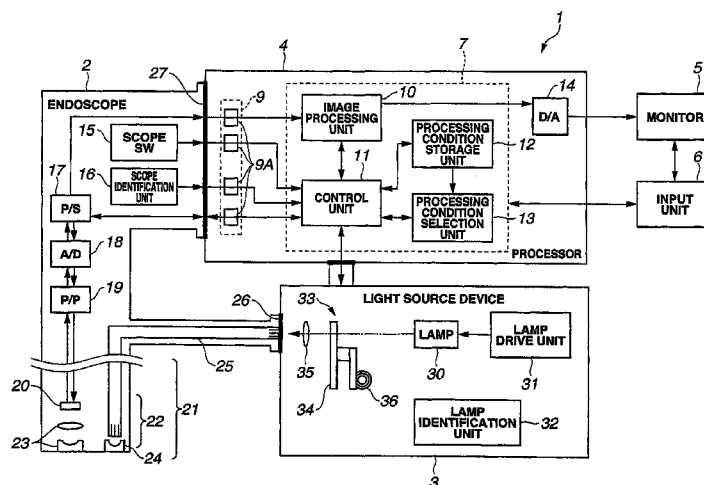 1
2
4
7
5
27
9
10
14
ENDOSCOPE
IMAGE
PROCESSING
UNIT
D/A
MONITOR
15
SCOPE
SW
9A
PROCESSING
CONDITION
STORAGE
UNIT
12
11
6
16
SCOPE
IDENTIFICATION
UNIT
17
CONTROL
UNIT
INPUT
UNIT
P/S
18
PROCESSING
CONDITION
SELECTION
UNIT
13
PROCESSOR
A/D
19
P/P
26
33
LIGHT SOURCE DEVICE
LAMP
LAMP
DRIVE UNIT
25
35
30
31
20
21
22
34
36
LAMP
IDENTIFICATION
UNIT
32
23
24
3